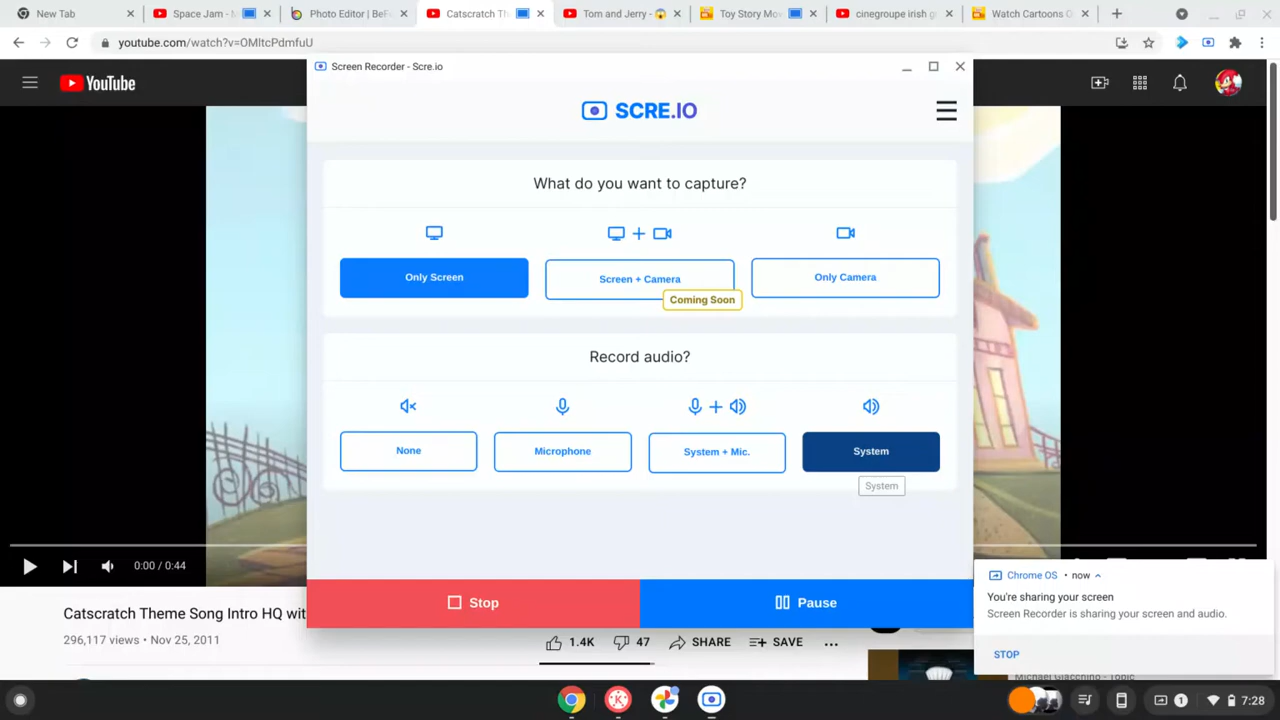 New Tab
Space Jam - M
Photo Editor | BeF
Catscratch Th
Tom and Jerry - 😱
Toy Story Mov
cinegroupe irish g
Watch Cartoons O
youtube.com/watch?v=OMltcPdmfuU
Screen Recorder - Scre.io
YouTube
SCRE.IO
What do you want to capture?
Only Screen
Screen + Camera
Only Camera
Coming Soon
Record audio?
None
Microphone
System + Mic.
System
System
0:00 / 0:44
Chrome OS • now
You're sharing your screen
Screen Recorder is sharing your screen and audio.
STOP
Stop
Pause
Catscratch Theme Song Intro HQ wit
296,117 views • Nov 25, 2011
1.4K
47
SHARE
SAVE
Michael Giacchino - Topic
1
7:28